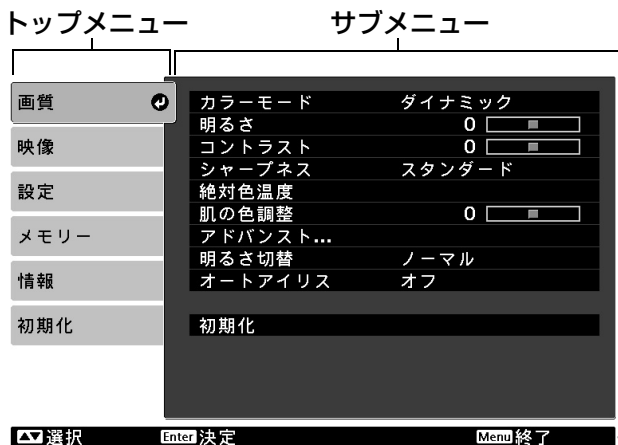 トップメニュー サブメニュー
画質
映像
設定
メモリー
情報
初期化
カラーモード ダイナミック
明るさ 0
コントラスト 0
シャープネス スタンダード
絶対色温度
肌の色調整 0
アドバンスト...
明るさ切替 ノーマル
オートアイリス オフ
初期化
選択 Enter 決定 Menu 終了